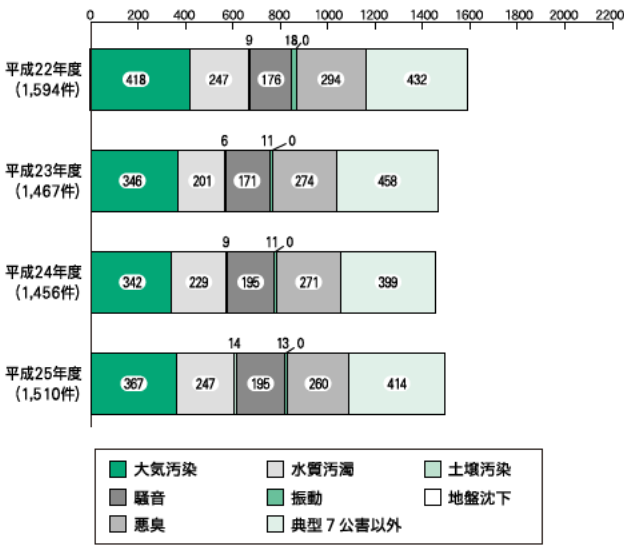 0 200 400 600 800 1000 1200 1400 1600 1800 2000 2200
9 18 0
平成22年度
(1,594件)
418 247 176 294 432
6 11 0
平成23年度
(1,467件)
346 201 171 274 458
9 11 0
平成24年度
(1,456件)
342 229 195 271 399
14 13 0
平成25年度
(1,510件)
367 247 195 260 414
大気汚染 水質汚濁 土壌汚染
騒音 振動 地盤沈下
悪臭 典型7公害以外